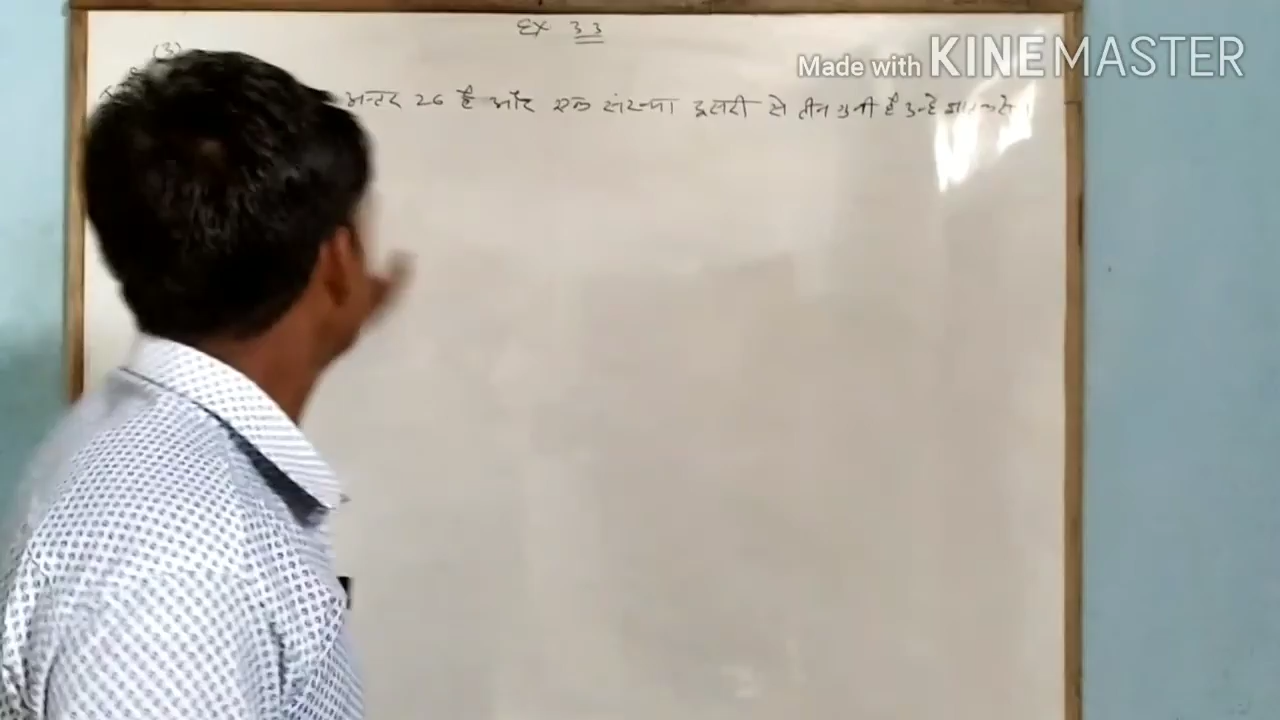 Ex 3.3
Made with KINEMASTER
(3)
अन्तर 26 है और एक संख्या दूसरी से तीन गुनी है उन्हे ज्ञात करो।